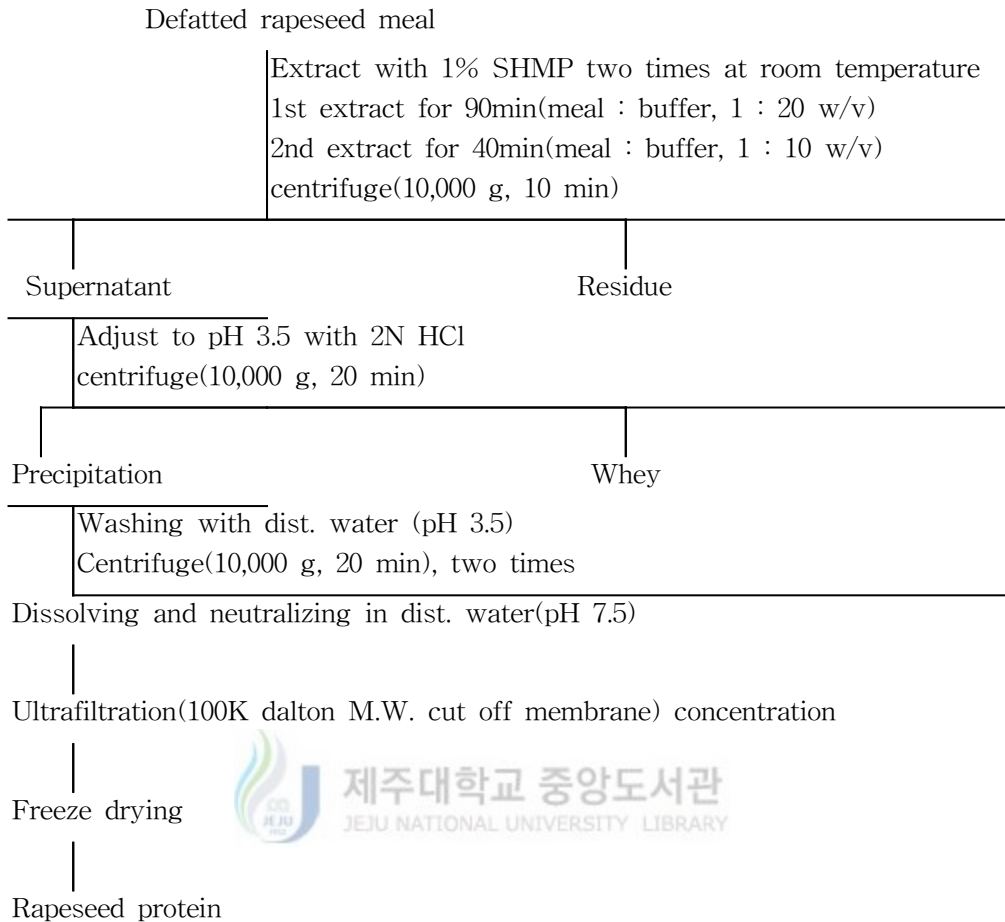 Defatted rapeseed meal
Extract with 1% SHMP two times at room temperature
1st extract for 90min(meal : buffer, 1 : 20 w/v)
2nd extract for 40min(meal : buffer, 1 : 10 w/v)
centrifuge(10,000 g, 10 min)
Supernatant Residue
Adjust to pH 3.5 with 2N HCl
centrifuge(10,000 g, 20 min)
Precipitation Whey
Washing with dist. water (pH 3.5)
Centrifuge(10,000 g, 20 min), two times
Dissolving and neutralizing in dist. water(pH 7.5)
Ultrafiltration(100K dalton M.W. cut off membrane) concentration
제주대학교 중앙도서관
Freeze drying
JEJU NATIONAL UNIVERSITY LIBRARY
Rapeseed protein